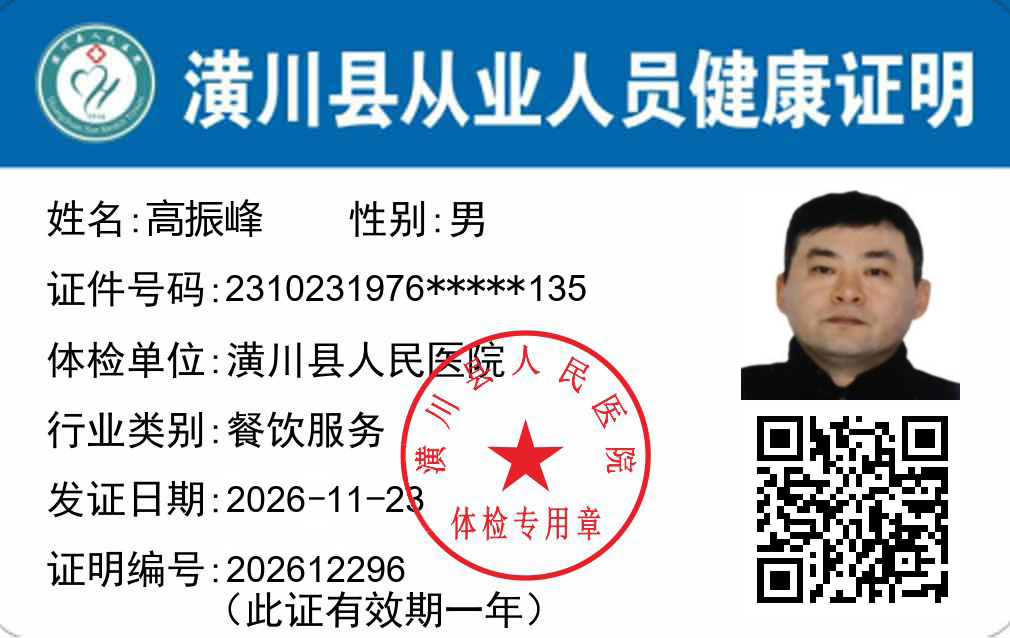 潢川县从业人员健康证明
姓名:高振峰 性别:男
证件号码:2310231976*****135
体检单位:潢川县人民医院
行业类别:餐饮服务
发证日期:2026-11-23
证明编号:202612296
（此证有效期一年）
潢川县人民医院
体检专用章